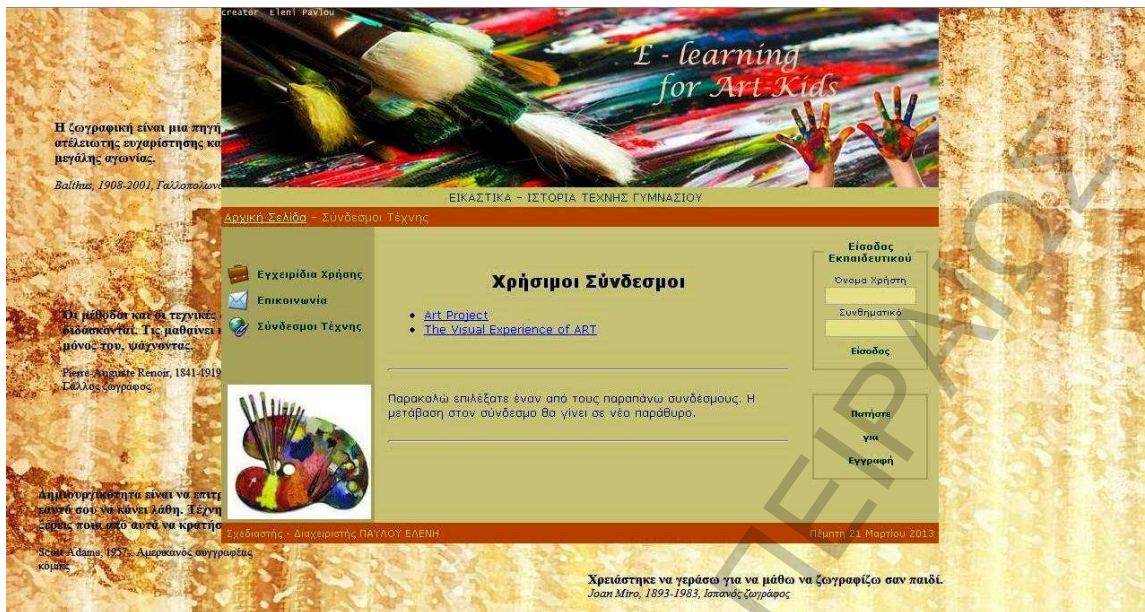 creator Eleni Pavlou
E - learning
for Art-Kids
Η ζωγραφική είναι μια πηγή
ατέλειωτης ευχαρίστησης κα
μεγάλης αγωνίας.
Balthus, 1908-2001, Γαλλοπολωνο
ΕΙΚΑΣΤΙΚΑ - ΙΣΤΟΡΙΑ ΤΕΧΝΗΣ ΓΥΜΝΑΣΙΟΥ
Αρχική Σελίδα - Σύνδεσμοι Τέχνης
Εγχειρίδια Χρήσης
Επικοινωνία
Σύνδεσμοι Τέχνης
Οι μέθοδοι και οι τεχνικές
διδάσκονται. Τις μαθαίνει
μόνος του, ψάχνοντας.
Pierre-Auguste Renoir, 1841-1919
Γάλλος ζωγράφος
Χρήσιμοι Σύνδεσμοι
Art Project
The Visual Experience of ART
Παρακαλώ επιλέξατε έναν από τους παραπάνω συνδέσμους. Η
μετάβαση στον σύνδεσμο θα γίνει σε νέο παράθυρο.
Είσοδος
Εκπαιδευτικού
Όνομα Χρήστη
Συνθηματικό
Είσοδος
Πατήστε
για
Εγγραφή
Δημιουργικότητα είναι να επιτρ
εαυτό σου να κάνει λάθη. Τέχνη
ξέρεις ποια από αυτά να κρατήσ
Scott Adams, 1957-, Αμερικανός συγγραφέας
κόμικς
Σχεδιαστής - Διαχειριστής ΠΑΥΛΟΥ ΕΛΕΝΗ
Πέμπτη 21 Μαρτίου 2013
Χρειάστηκε να γεράσω για να μάθω να ζωγραφίζω σαν παιδί.
Joan Miro, 1893-1983, Ισπανός ζωγράφος
ΠΕΙΡΑΙΩΣ